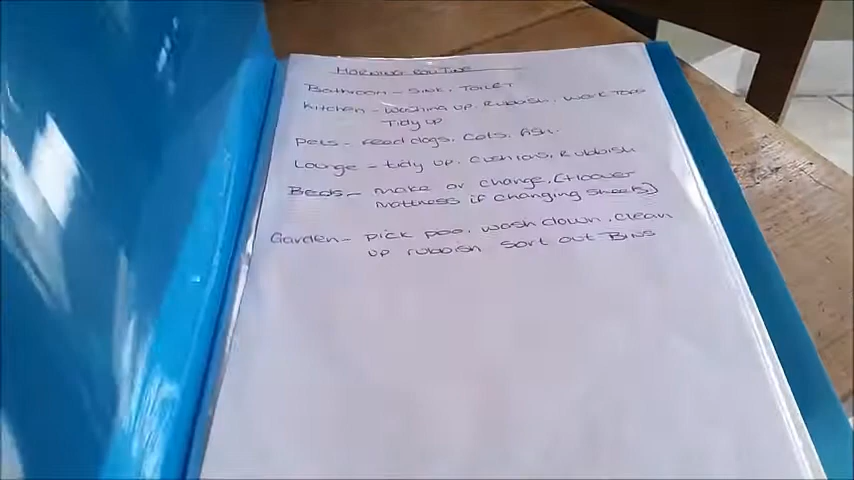 MORNING ROUTINE
Bathroom - SINK, TOILET
Kitchen - Washing up, Rubbish, Work Tops
Tidy up
Pets - Feed dogs, Cats, Fish.
Lounge - tidy up, cushions, Rubbish
Beds - make or change, (Hoover
mattness if changing sheets)
Garden - pick poo, wash down, clean
up rubbish sort out Bins